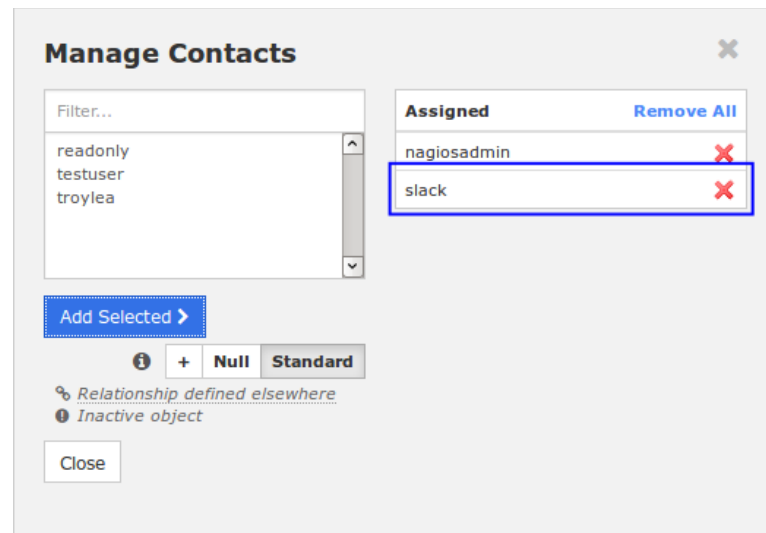 Manage Contacts
Filter...
readonly
testuser
troylea
Assigned Remove All
nagiosadmin
slack
Add Selected
+ Null Standard
Relationship defined elsewhere
Inactive object
Close